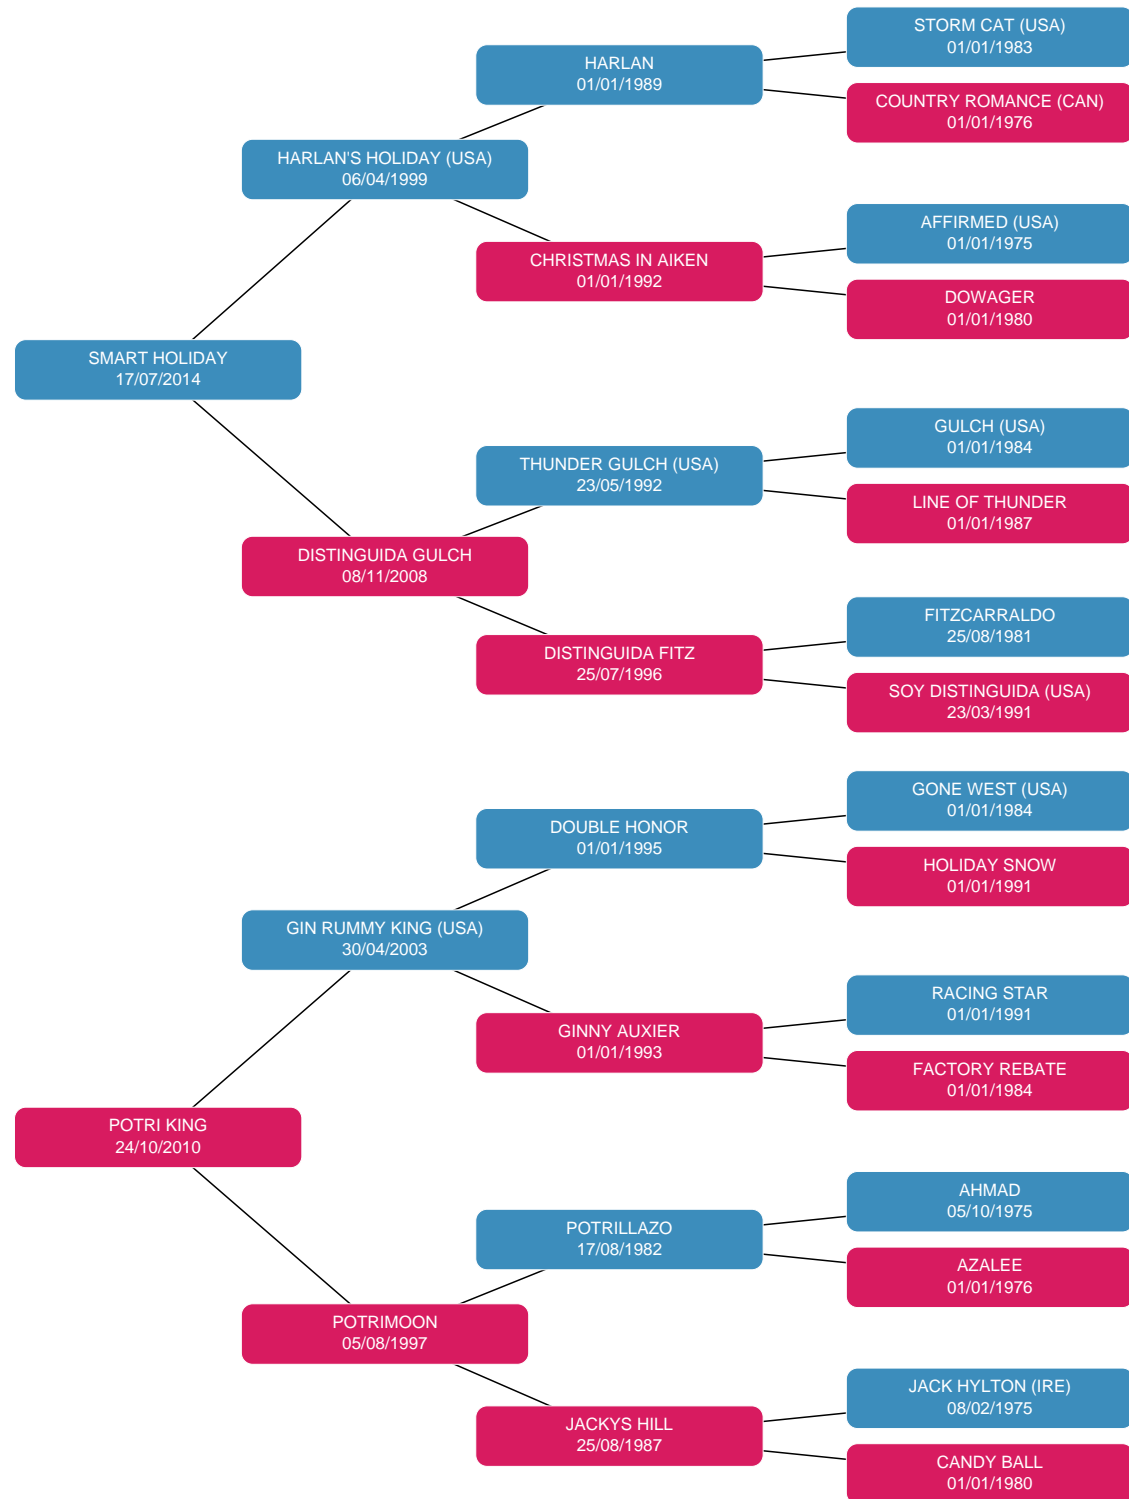 STORM CAT (USA)
01/01/1983
HARLAN
01/01/1989
COUNTRY ROMANCE (CAN)
01/01/1976
HARLAN'S HOLIDAY (USA)
06/04/1999
AFFIRMED (USA)
01/01/1975
CHRISTMAS IN AIKEN
01/01/1992
DOWAGER
01/01/1980
SMART HOLIDAY
17/07/2014
GULCH (USA)
01/01/1984
THUNDER GULCH (USA)
23/05/1992
LINE OF THUNDER
01/01/1987
DISTINGUIDA GULCH
08/11/2008
FITZCARRALDO
25/08/1981
DISTINGUIDA FITZ
25/07/1996
SOY DISTINGUIDA (USA)
23/03/1991
GONE WEST (USA)
01/01/1984
DOUBLE HONOR
01/01/1995
HOLIDAY SNOW
01/01/1991
GIN RUMMY KING (USA)
30/04/2003
RACING STAR
01/01/1991
GINNY AUXIER
01/01/1993
FACTORY REBATE
01/01/1984
POTRI KING
24/10/2010
AHMAD
05/10/1975
POTRILLAZO
17/08/1982
AZALEE
01/01/1976
POTRIMOON
05/08/1997
JACK HYLTON (IRE)
08/02/1975
JACKYS HILL
25/08/1987
CANDY BALL
01/01/1980